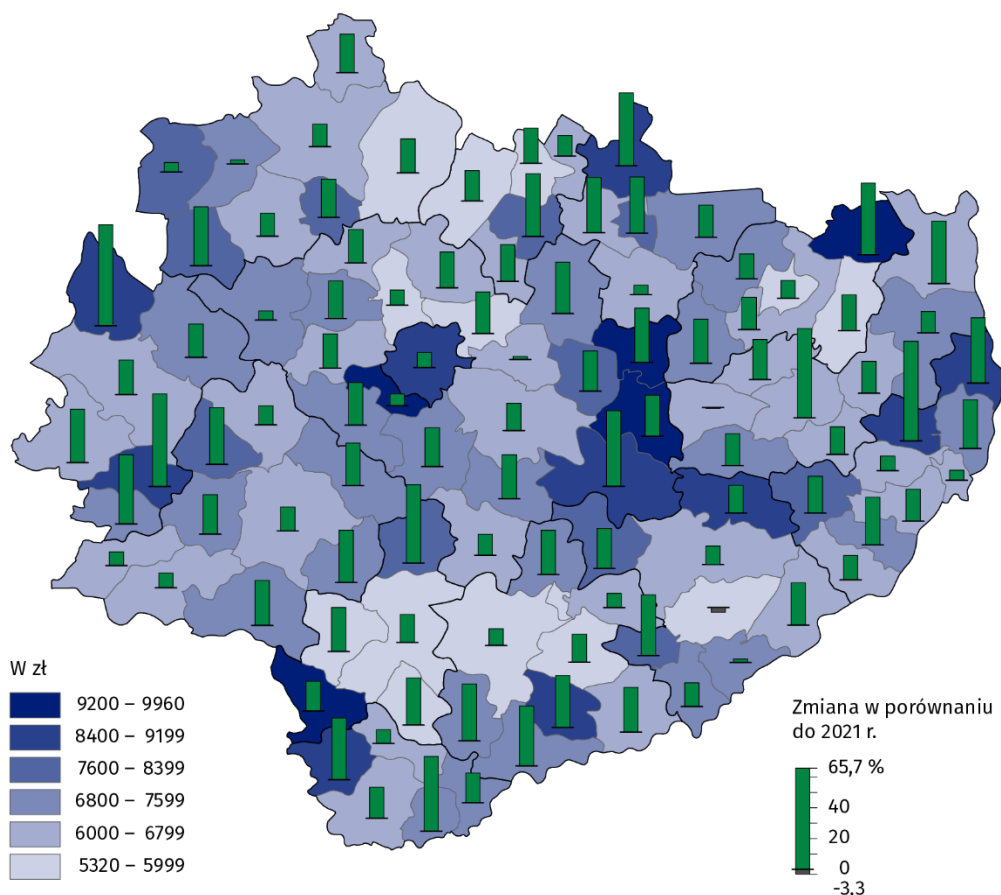 W zł
9200 – 9960
8400 – 9199
7600 – 8399
6800 – 7599
6000 – 6799
5320 – 5999
Zmiana w porównaniu
do 2021 r.
65,7 %
40
20
0
-3,3